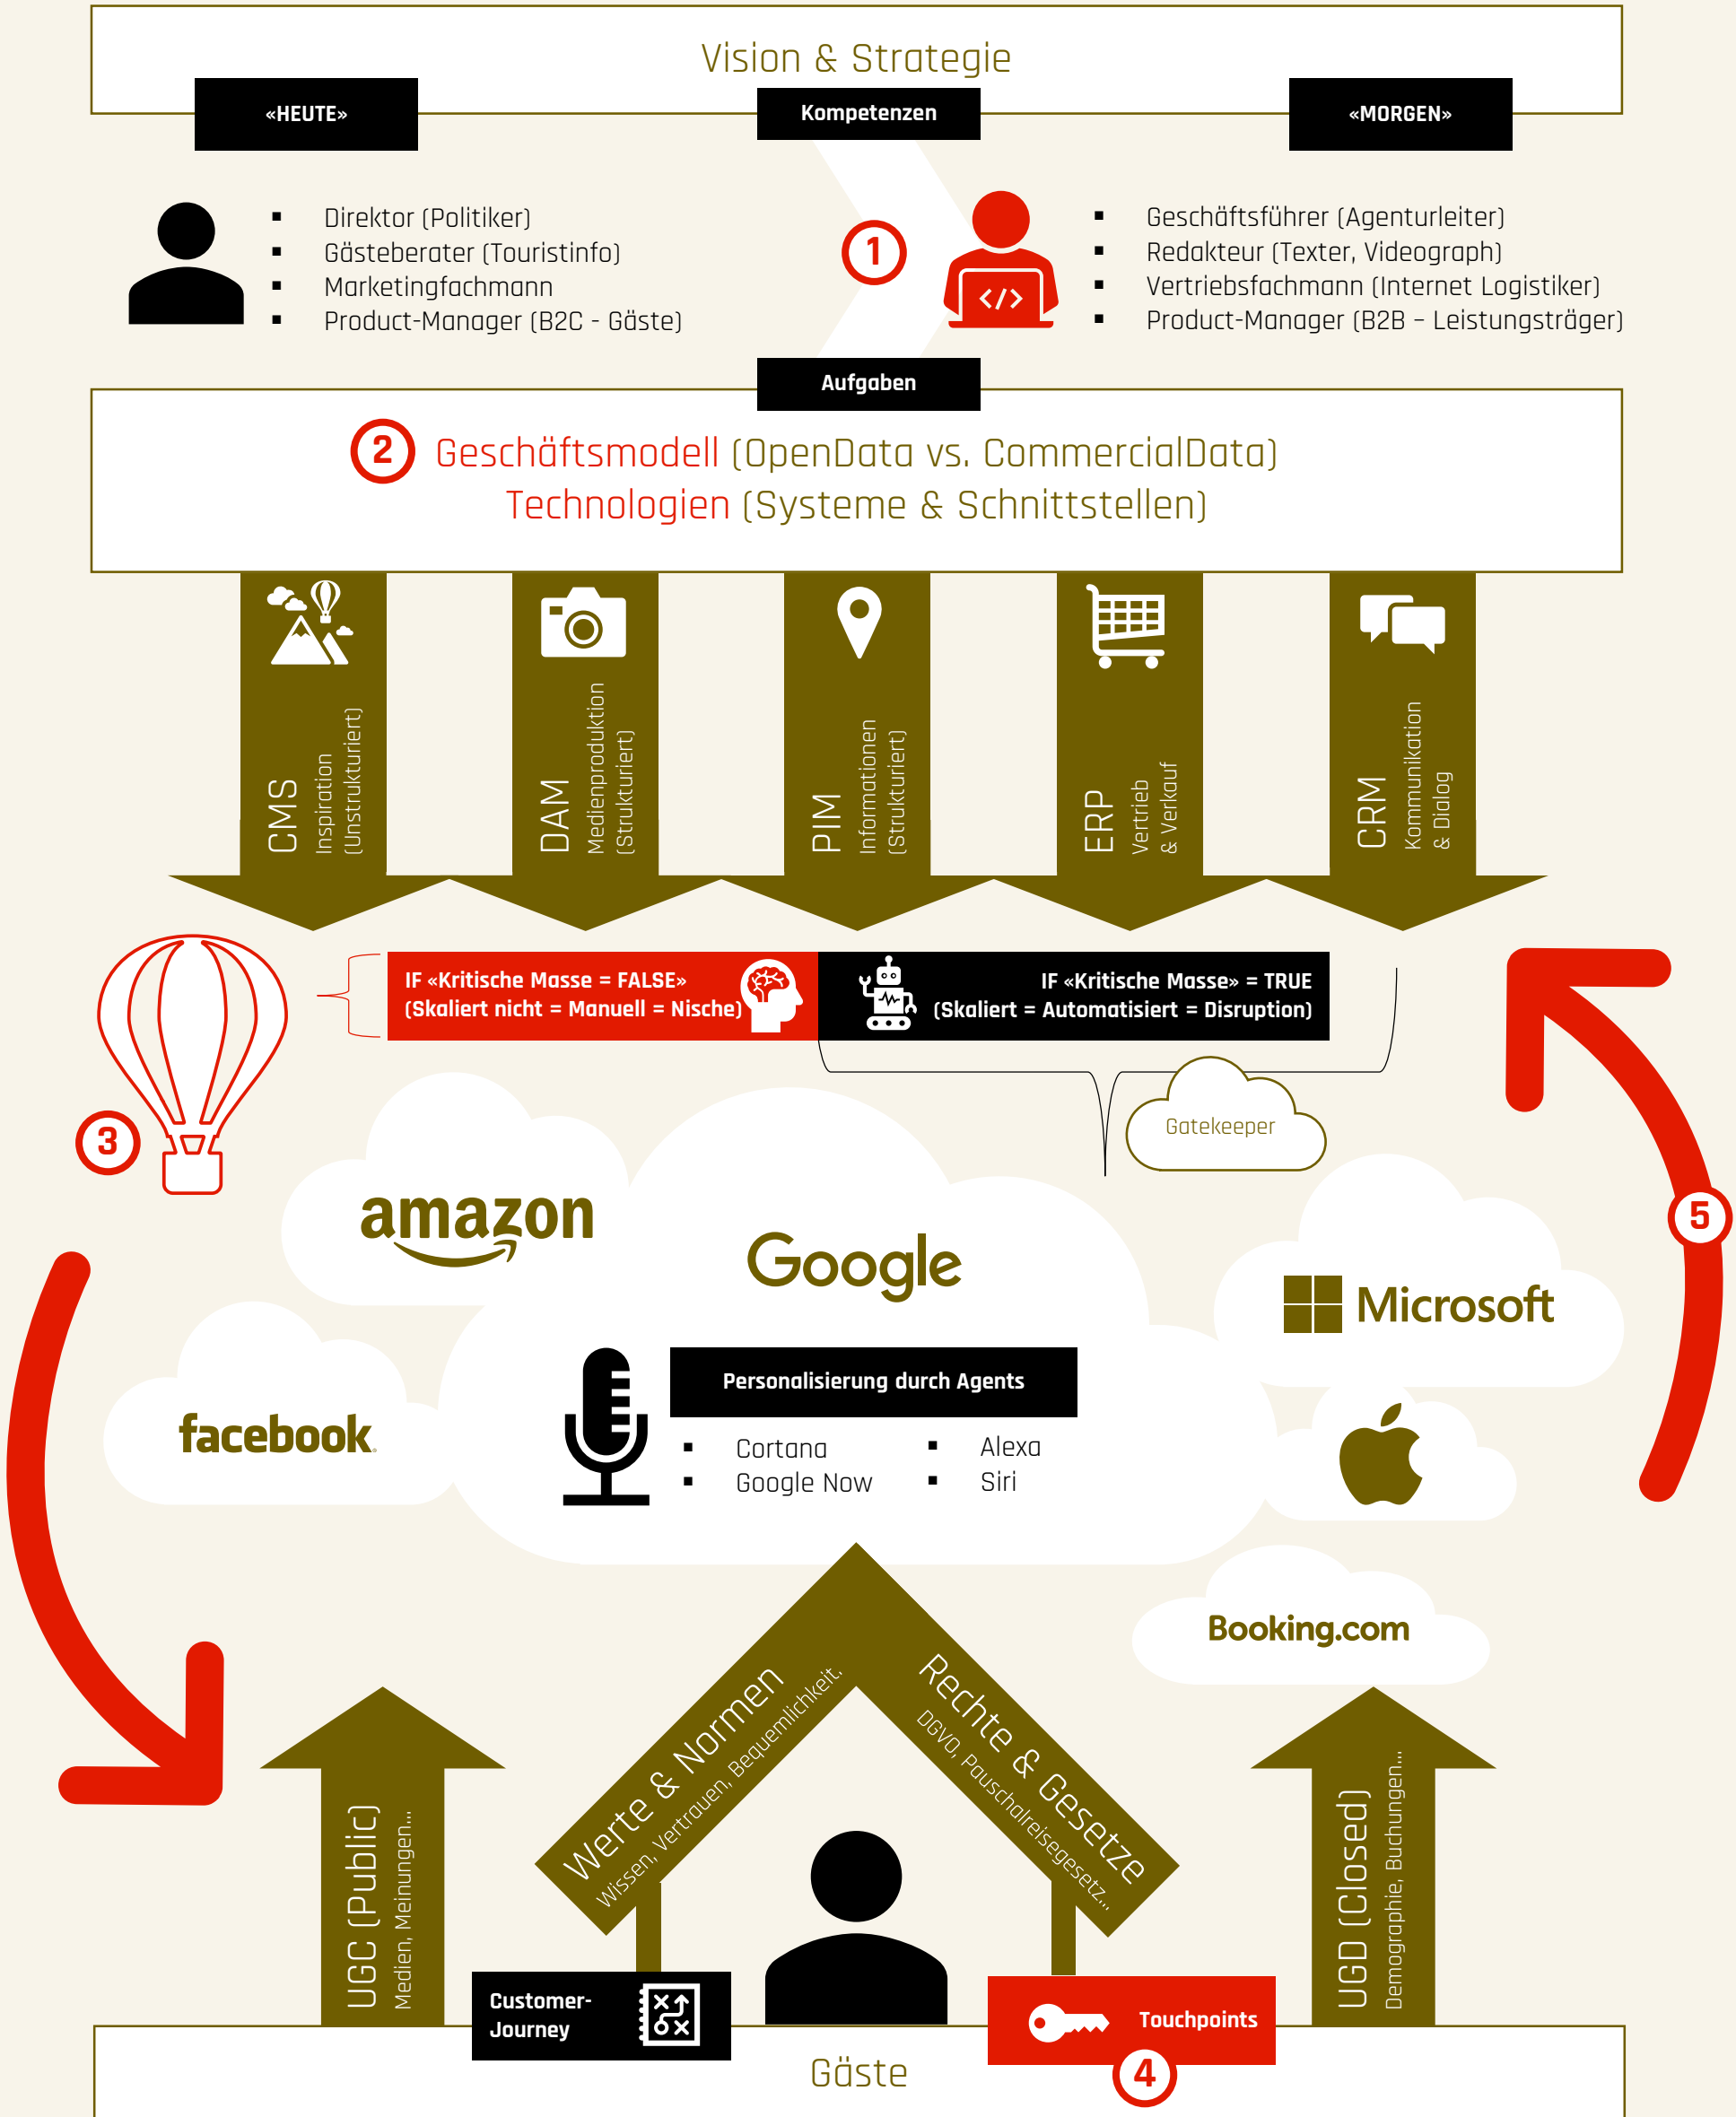 Vision & Strategie
«HEUTE»
Kompetenzen
«MORGEN»
▪ Direktor (Politiker)
▪ Gästeberater (Touristinfo)
▪ Marketingfachmann
▪ Product-Manager (B2C - Gäste)
1
▪ Geschäftsführer (Agenturleiter)
▪ Redakteur (Texter, Videograph)
▪ Vertriebsfachmann (Internet Logistiker)
▪ Product-Manager (B2B – Leistungsträger)
Aufgaben
2 Geschäftsmodell (OpenData vs. CommercialData)
Technologien (Systeme & Schnittstellen)
</>
CMS
Inspiration
(Unstrukturiert)
DAM
Medienproduktion
(Strukturiert)
PIM
Informationen
(Strukturiert)
ERP
Vertrieb
& Verkauf
CRM
Kommunikation
& Dialog
IF «Kritische Masse = FALSE»
(Skaliert nicht = Manuell = Nische)
IF «Kritische Masse» = TRUE
(Skaliert = Automatisiert = Disruption)
Gatekeeper
3
amazon
Google
5
Microsoft
facebook
Personalisierung durch Agents
▪ Cortana
▪ Google Now
▪ Alexa
▪ Siri
Booking.com
Werte & Normen
Wissen, Vertrauen, Bequemlichkeit.
Rechte & Gesetze
DGVO, Pauschalreisegesetz...
UGC (Public)
Medien, Meinungen...
UGD (Closed)
Demographie, Buchungen...
Customer-
Journey
Touchpoints
4
Gäste